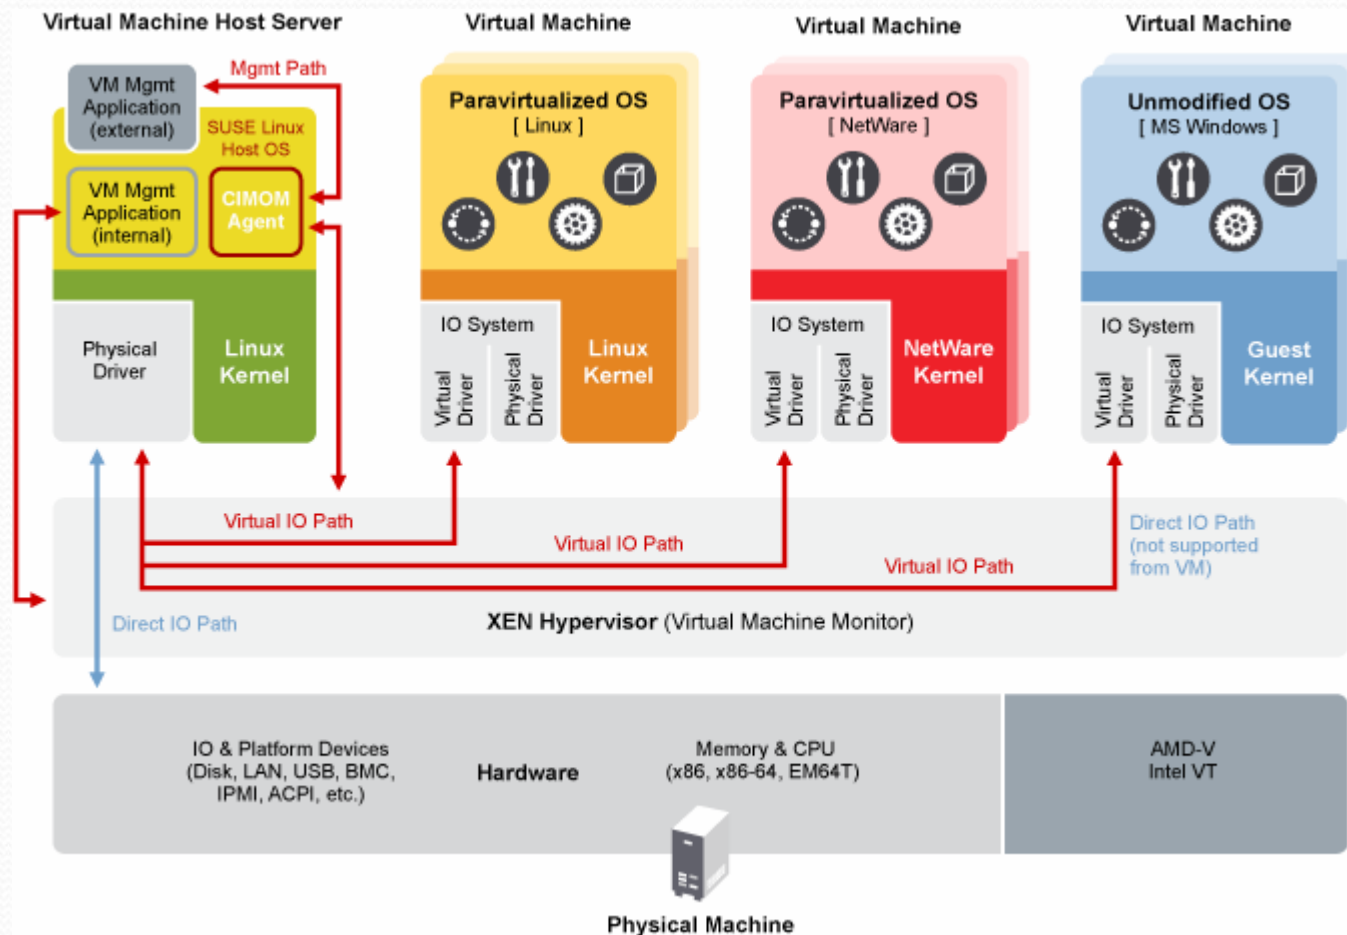 Virtual Machine Host Server
Virtual Machine
Virtual Machine
Virtual Machine
VM Mgmt
Application
(external)
Mgmt Path
SUSE Linux
Host OS
VM Mgmt
Application
(internal)
CIMOM
Agent
Physical
Driver
Linux
Kernel
Paravirtualized OS
[ Linux ]
IO System
Virtual
Driver
Physical
Driver
Linux
Kernel
Paravirtualized OS
[ NetWare ]
IO System
Virtual
Driver
Physical
Driver
NetWare
Kernel
Unmodified OS
[ MS Windows ]
IO System
Virtual
Driver
Physical
Driver
Guest
Kernel
Virtual IO Path
Virtual IO Path
Virtual IO Path
Direct IO Path
(not supported
from VM)
Direct IO Path
XEN Hypervisor (Virtual Machine Monitor)
IO & Platform Devices
(Disk, LAN, USB, BMC,
IPMI, ACPI, etc.)
Hardware
Memory & CPU
(x86, x86-64, EM64T)
AMD-V
Intel VT
Physical Machine